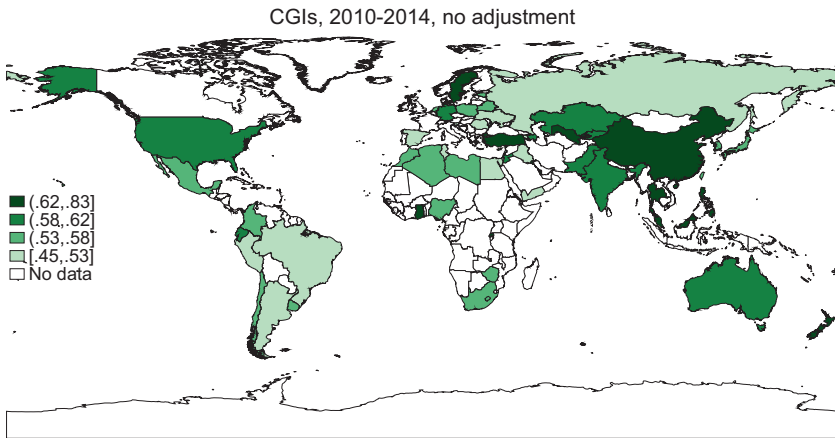 CGIs, 2010-2014, no adjustment
(.62,.83]
(.58,.62]
(.53,.58]
[.45,.53]
No data